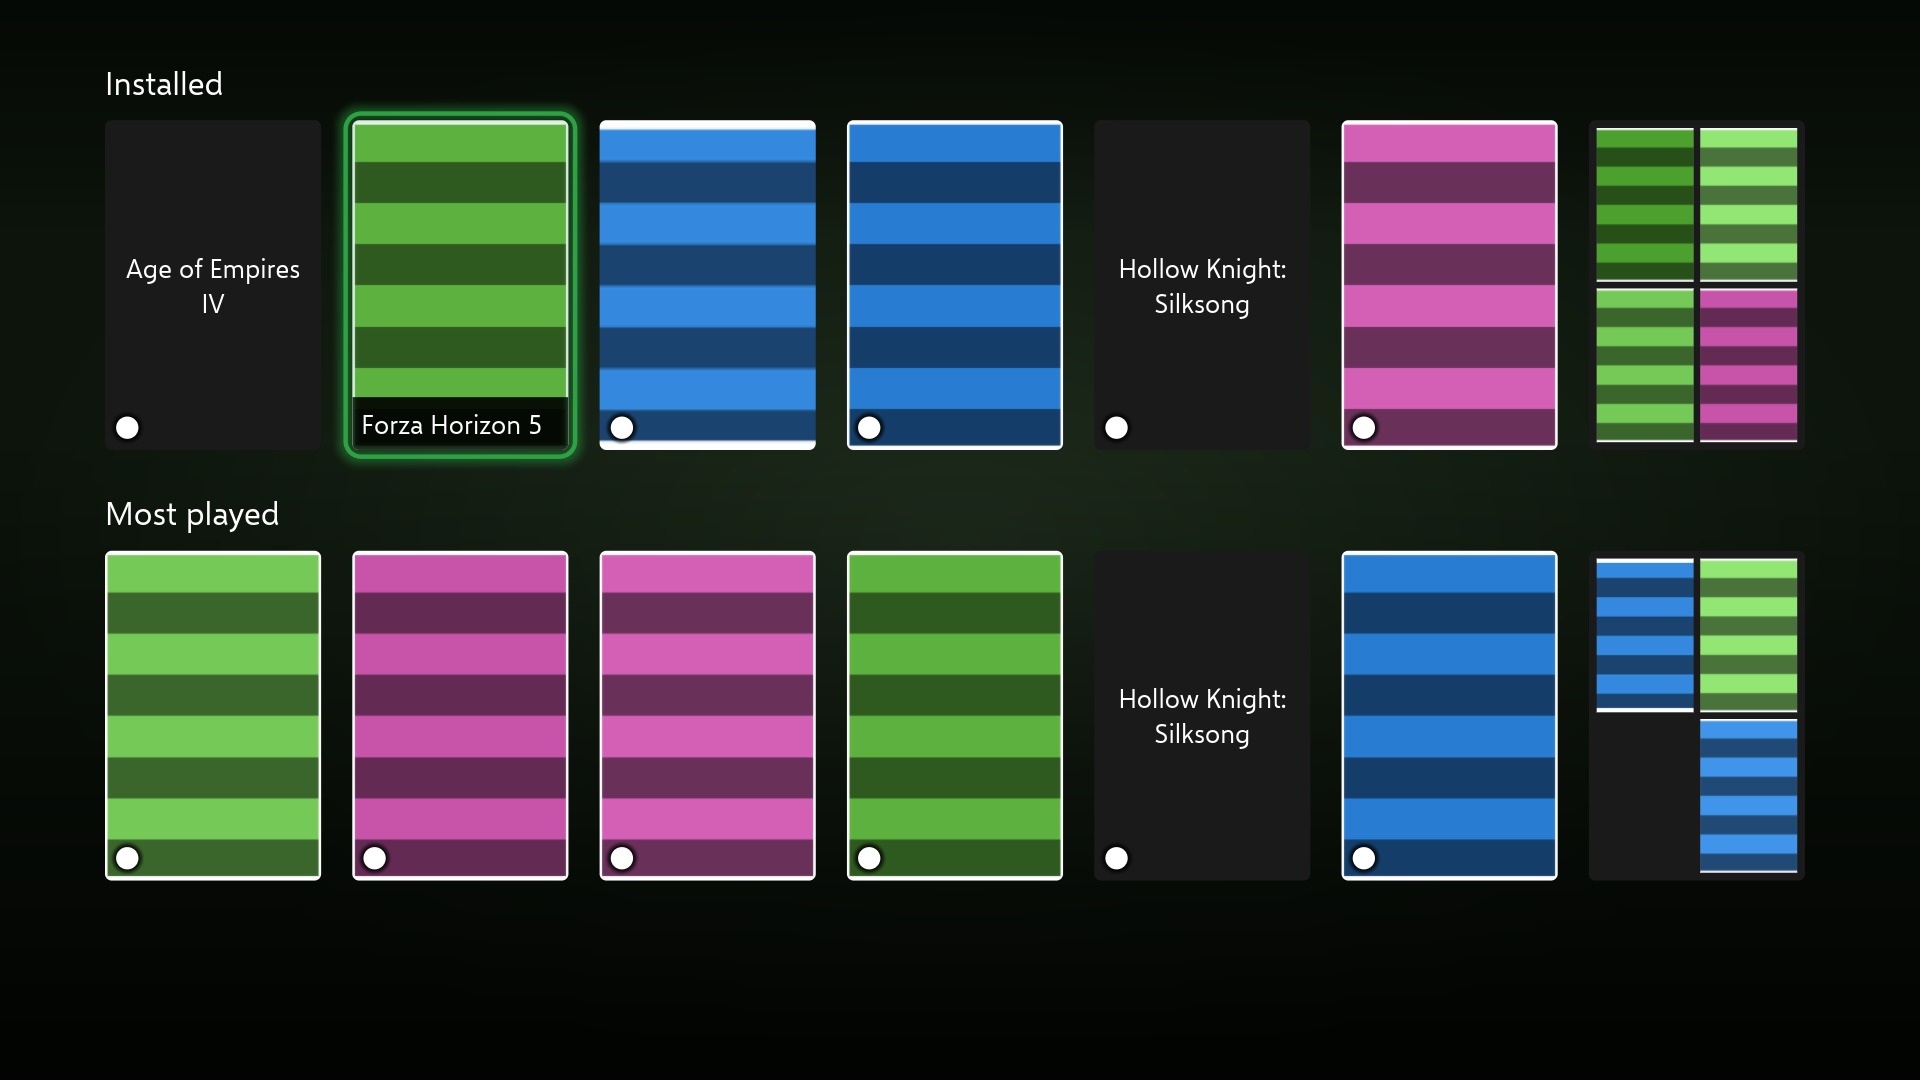 Installed
Age of Empires
IV
Forza Horizon 5
Hollow Knight:
Silksong
Most played
Hollow Knight:
Silksong